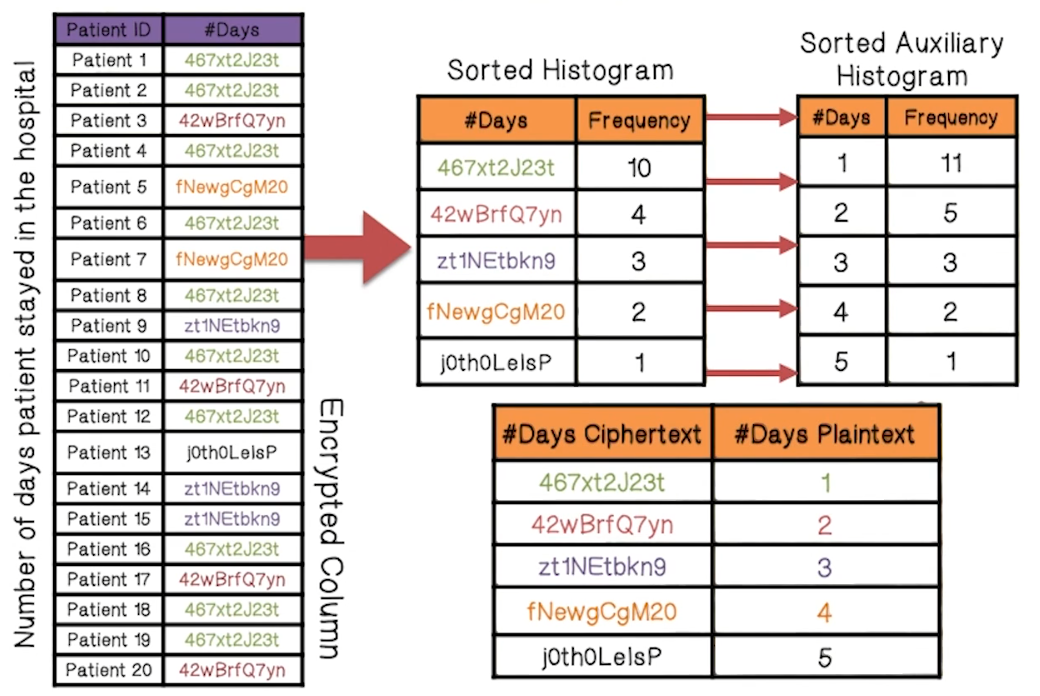 Number of days patient stayed in the hospital
Patient ID #Days
Patient 1 467xt2J23t
Patient 2 467xt2J23t
Patient 3 42wBrfQ7yn
Patient 4 467xt2J23t
Patient 5 fNewgCgM20
Patient 6 467xt2J23t
Patient 7 fNewgCgM20
Patient 8 467xt2J23t
Patient 9 zt1NEtbkn9
Patient 10 467xt2J23t
Patient 11 42wBrfQ7yn
Patient 12 467xt2J23t
Patient 13 j0th0LelsP
Patient 14 zt1NEtbkn9
Patient 15 zt1NEtbkn9
Patient 16 467xt2J23t
Patient 17 42wBrfQ7yn
Patient 18 467xt2J23t
Patient 19 467xt2J23t
Patient 20 42wBrfQ7yn
Encrypted Column
Sorted Histogram
#Days Frequency
467xt2J23t 10
42wBrfQ7yn 4
zt1NEtbkn9 3
fNewgCgM20 2
j0th0LelsP 1
Sorted Auxiliary
Histogram
#Days Frequency
1 11
2 5
3 3
4 2
5 1
#Days Ciphertext #Days Plaintext
467xt2J23t 1
42wBrfQ7yn 2
zt1NEtbkn9 3
fNewgCgM20 4
j0th0LelsP 5